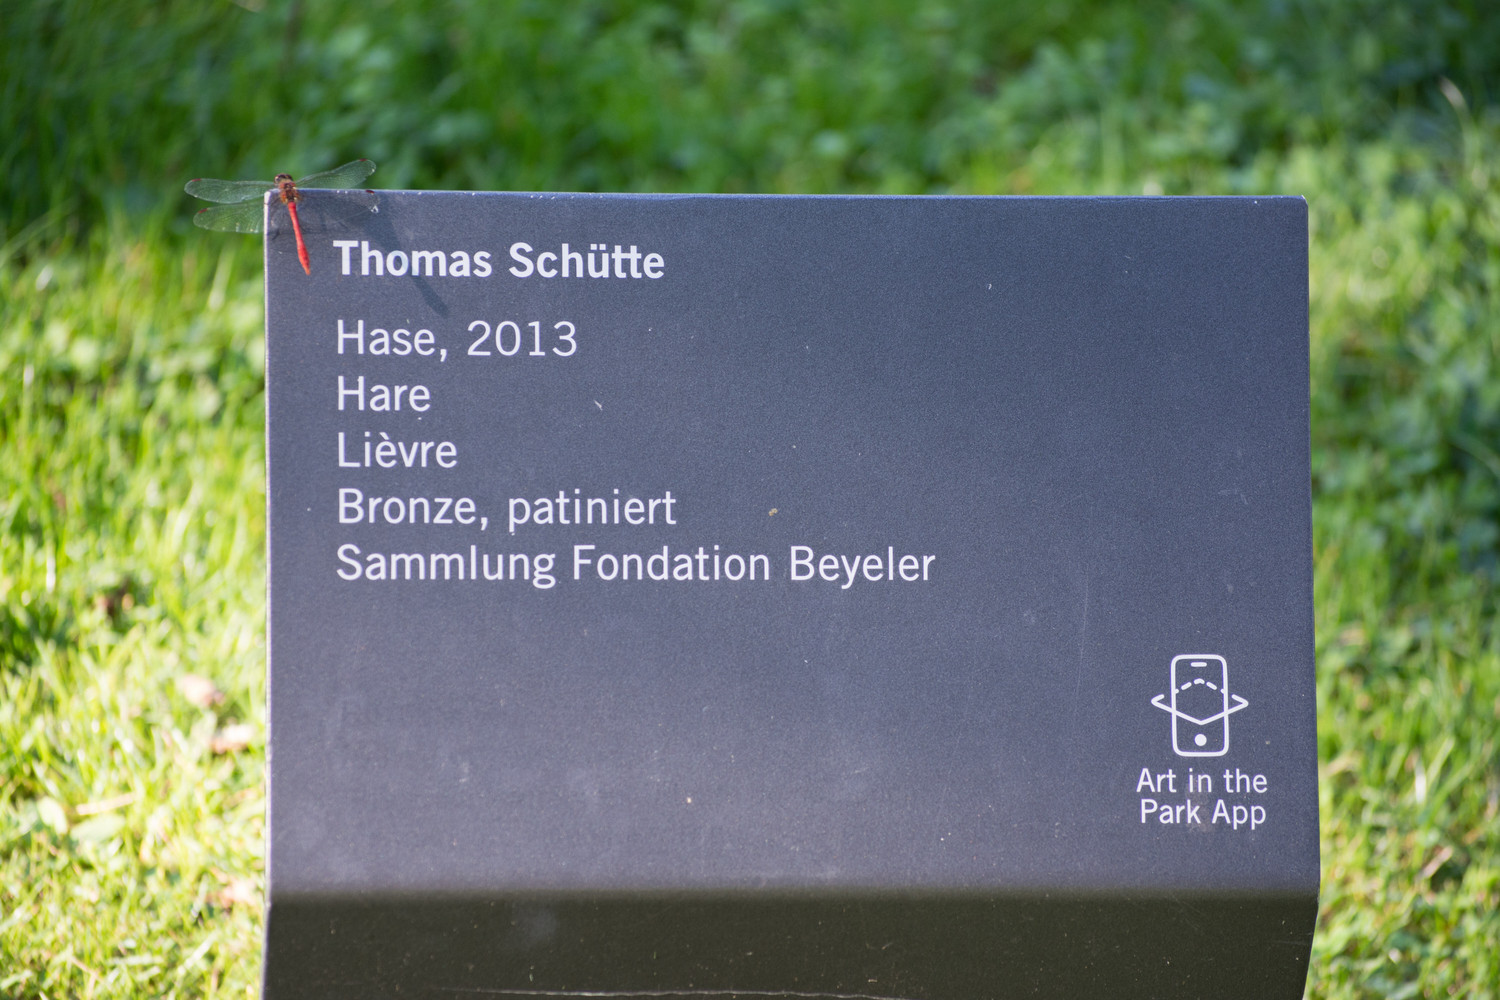 Thomas Schütte
Hase, 2013
Hare
Lièvre
Bronze, patiniert
Sammlung Fondation Beyeler
Art in the
Park App